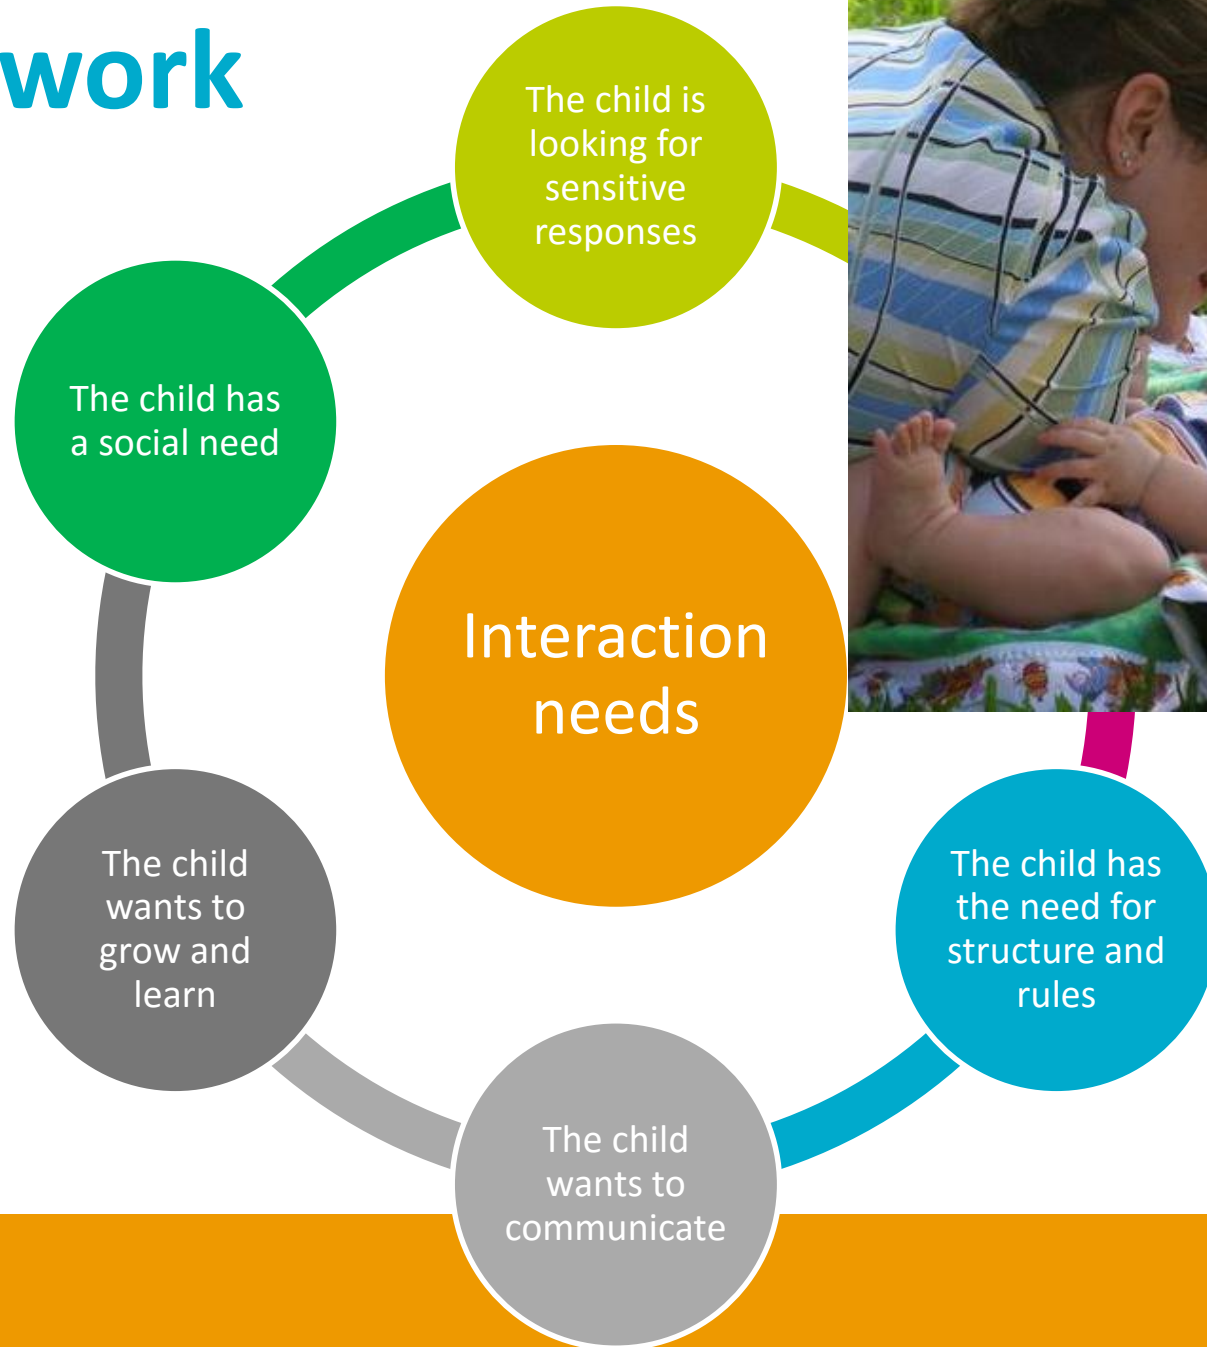 work
The child is
looking for
sensitive
responses
The child has
a social need
Interaction
needs
The child
wants to
grow and
learn
The child has
the need for
structure and
rules
The child
wants to
communicate